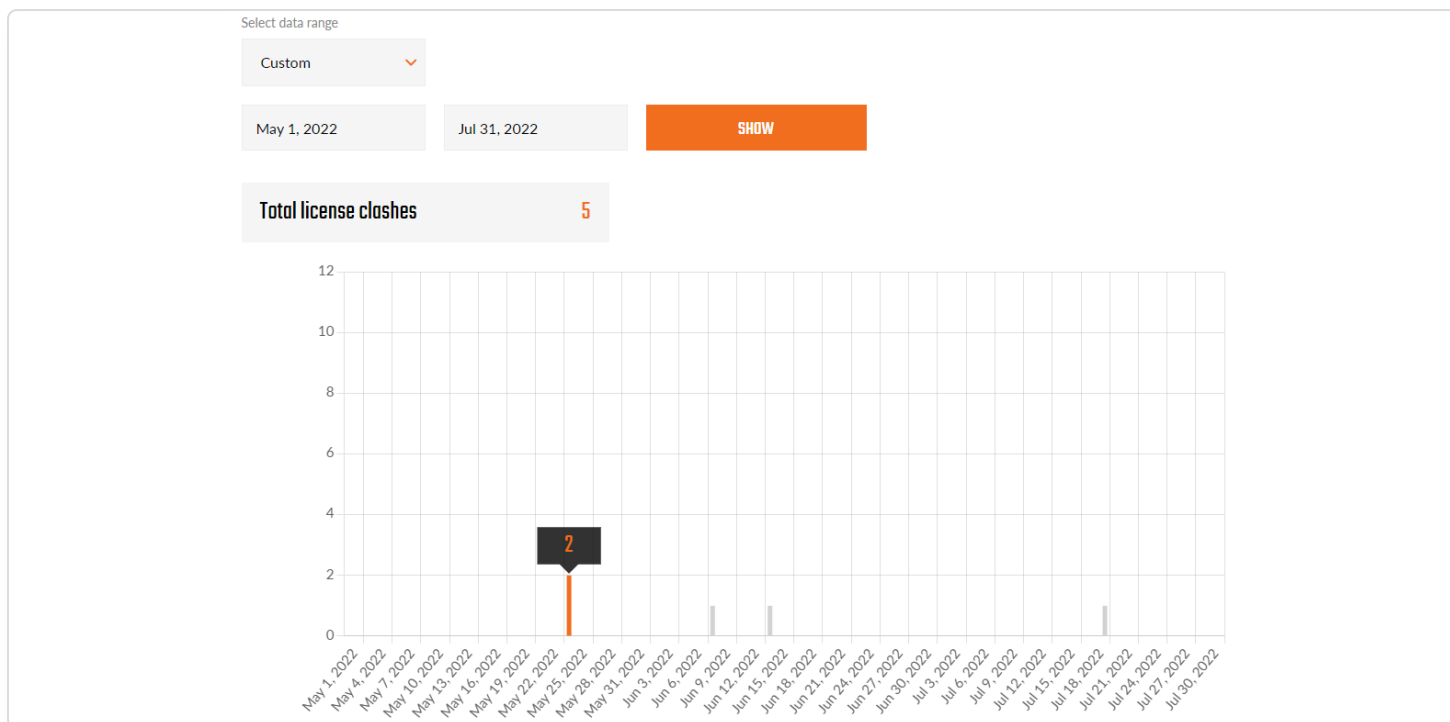 Select data range
Custom
May 1, 2022 Jul 31, 2022 SHOW
Total license clashes 5
12
10
8
6
4
2
2
0
May 1, 2022 May 4, 2022 May 7, 2022 May 10, 2022 May 13, 2022 May 16, 2022 May 19, 2022 May 22, 2022 May 25, 2022 May 28, 2022 May 31, 2022 Jun 3, 2022 Jun 6, 2022 Jun 9, 2022 Jun 12, 2022 Jun 15, 2022 Jun 18, 2022 Jun 21, 2022 Jun 24, 2022 Jun 27, 2022 Jun 30, 2022 Jul 3, 2022 Jul 6, 2022 Jul 9, 2022 Jul 12, 2022 Jul 15, 2022 Jul 18, 2022 Jul 21, 2022 Jul 24, 2022 Jul 27, 2022 Jul 30, 2022